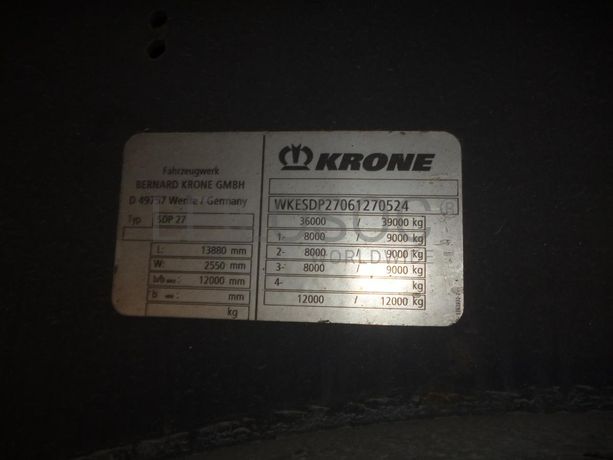 Fahrzeugwerk
BERNARD KRONE GMBH
D 49757 Werlte / Germany
Typ SDP 27
L: 13880 mm
W: 2550 mm
12000 mm
b mm
kg
KRONE
WKESDP27061270524
36000 / 39000 kg
1- 8000 / 9000 kg
2- 8000 / 9000 kg
3- 8000 / 9000 kg
4- kg
12000 / 12000 kg
WORLDWIDE